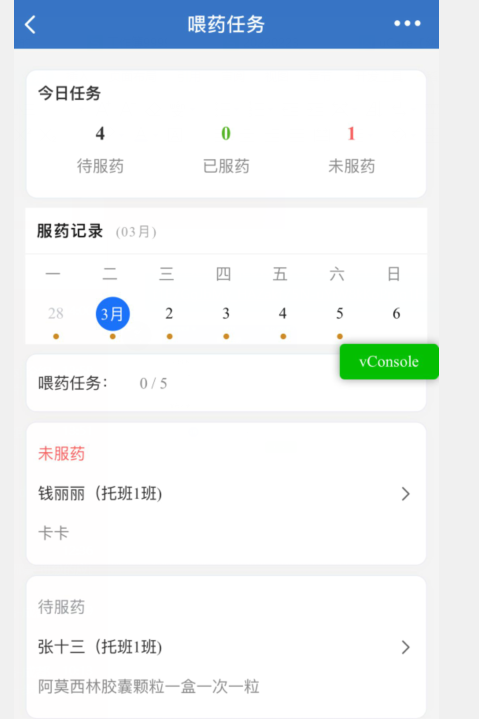 喂药任务
今日任务
4 0 1
待服药 已服药 未服药
服药记录 (03月)
一 二 三 四 五 六 日
28 3月 2 3 4 5 6
vConsole
喂药任务： 0 / 5
未服药
钱丽丽（托班1班)
卡卡
待服药
张十三（托班1班)
阿莫西林胶囊颗粒一盒一次一粒